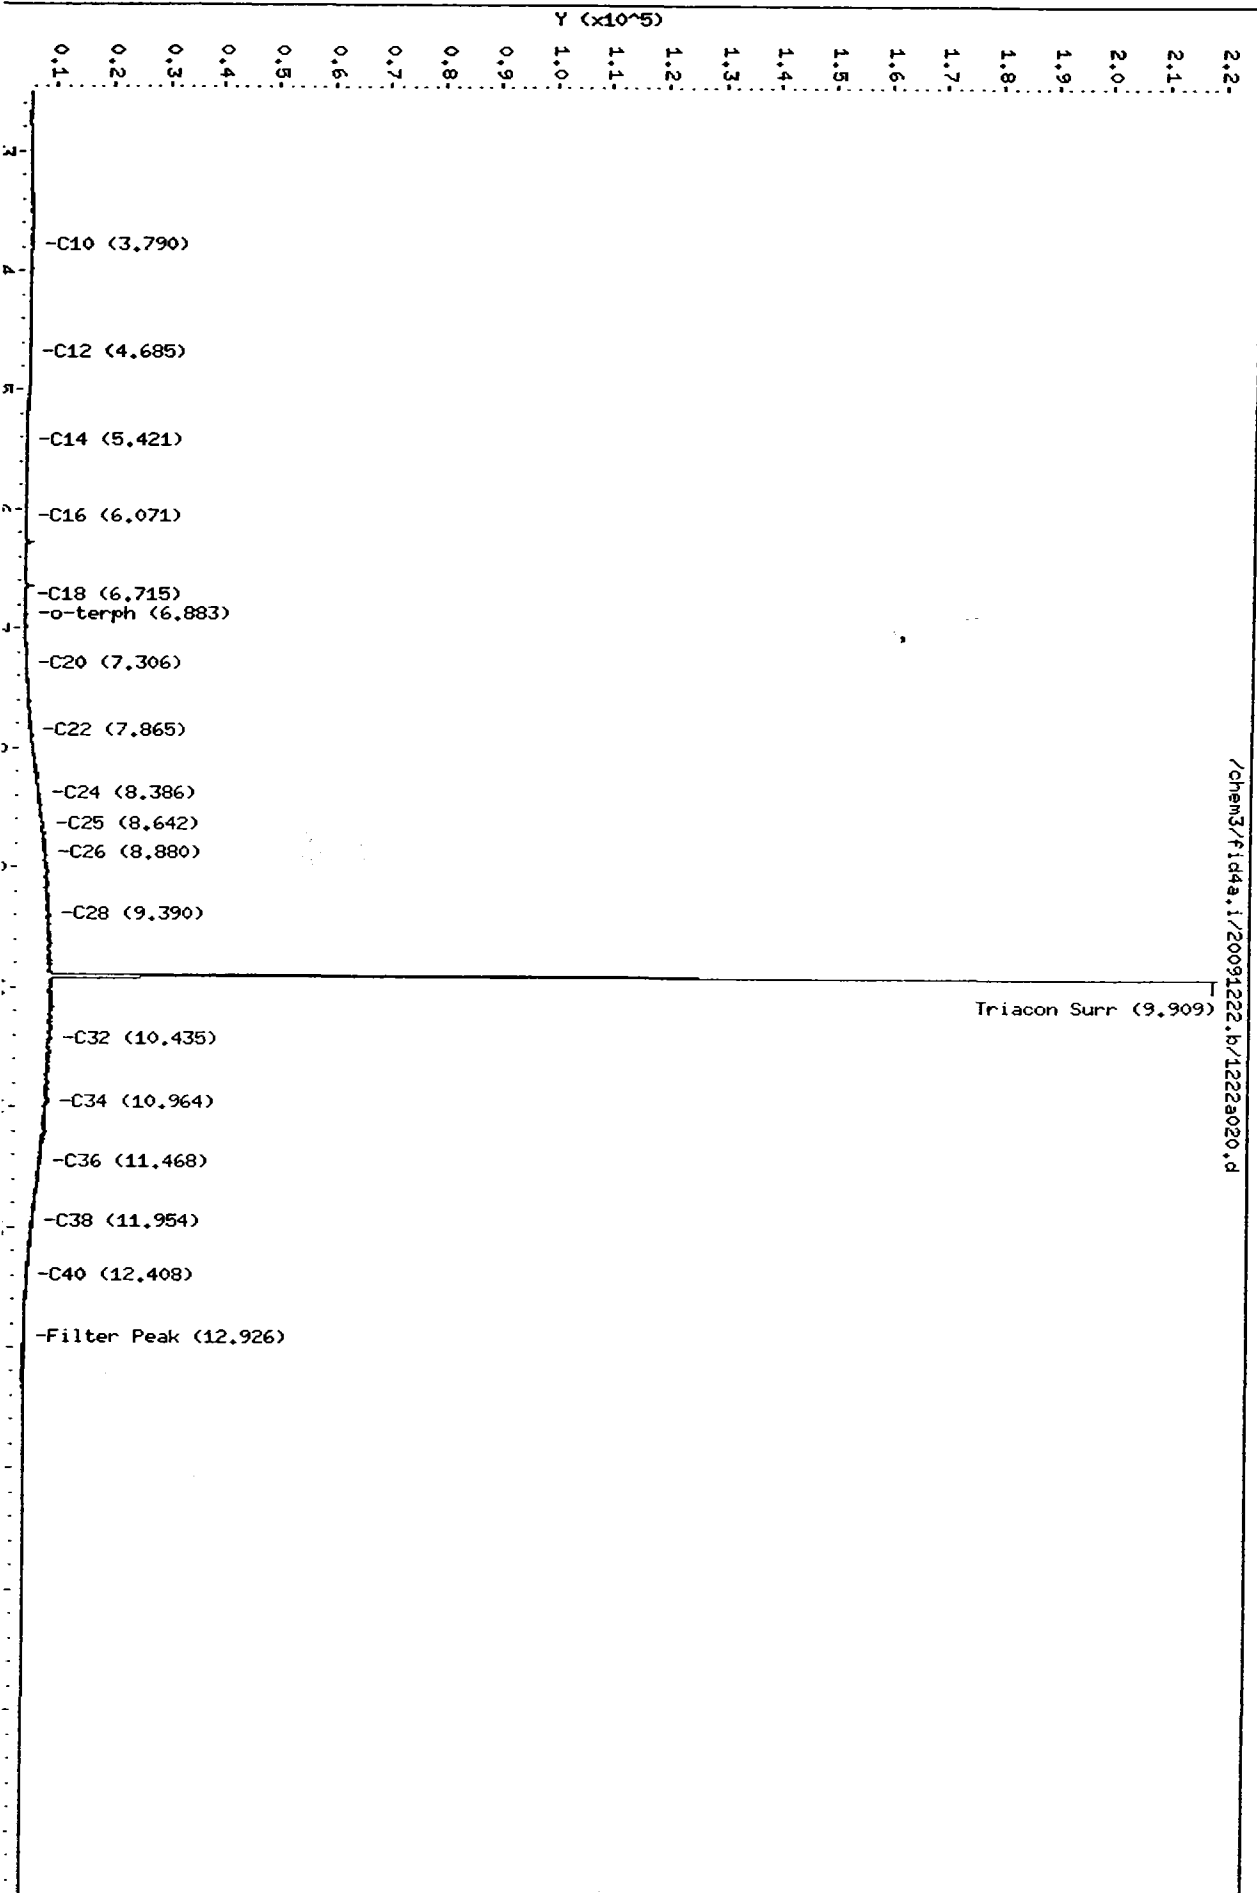 Y (x10^5)
0.1
0.2
0.3
0.4
0.5
0.6
0.7
0.8
0.9
1.0
1.1
1.2
1.3
1.4
1.5
1.6
1.7
1.8
1.9
2.0
2.1
2.2
/chem3/fid4a.i/20091222.b/1222a020.d
3
4
5
6
7
-C10 (3.790)
-C12 (4.685)
-C14 (5.421)
-C16 (6.071)
-C18 (6.715)
-o-terph (6.883)
-C20 (7.306)
-C22 (7.865)
-C24 (8.386)
-C25 (8.642)
-C26 (8.880)
-C28 (9.390)
Triacon Surr (9.909)
-C32 (10.435)
-C34 (10.964)
-C36 (11.468)
-C38 (11.954)
-C40 (12.408)
-Filter Peak (12.926)